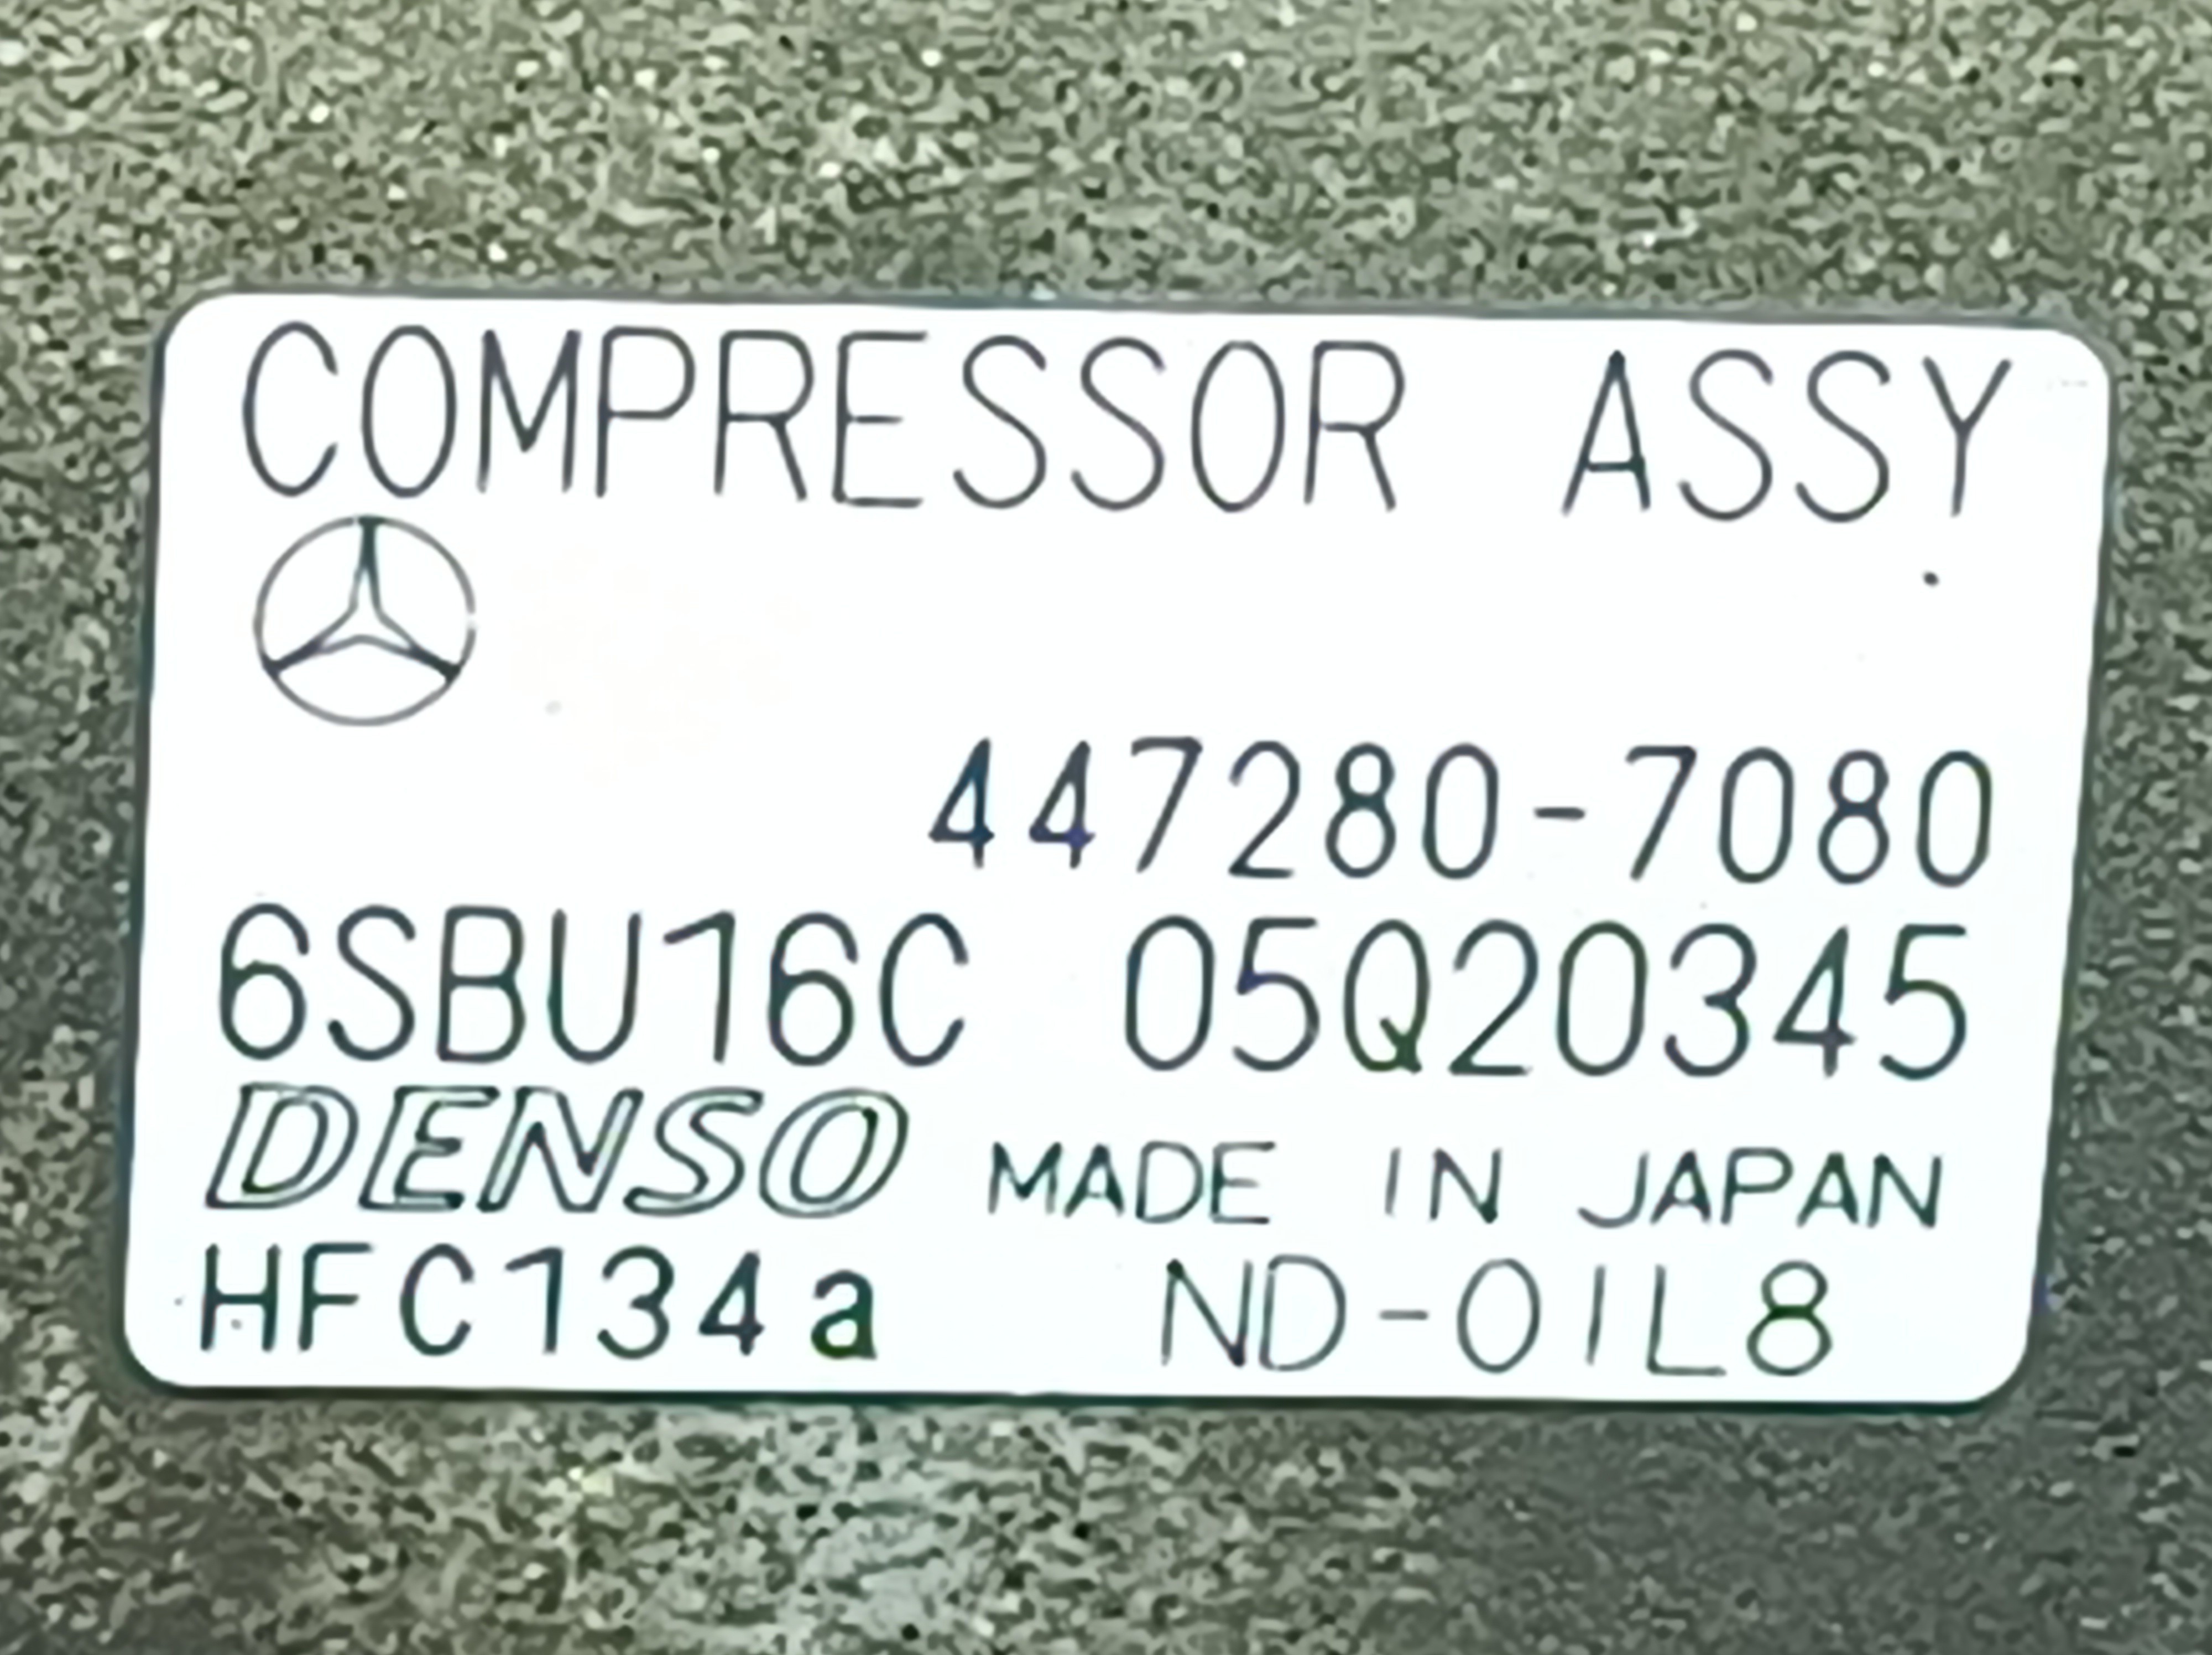 COMPRESSOR ASSY
447280-7080
6SBU16C 05Q20345
DENSO MADE IN JAPAN
HFC134a ND-OIL8